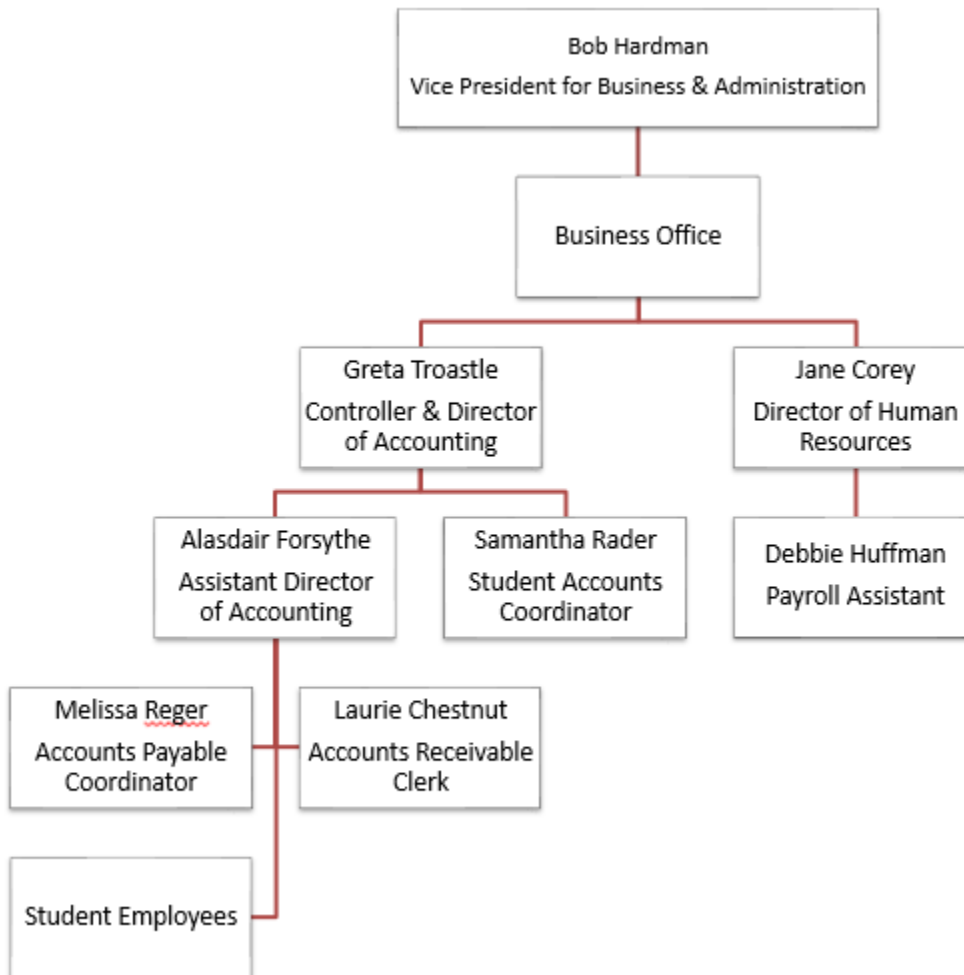 Bob Hardman
Vice President for Business & Administration
Business Office
Greta Troastle
Controller & Director
of Accounting
Jane Corey
Director of Human
Resources
Alasdair Forsythe
Assistant Director
of Accounting
Samantha Rader
Student Accounts
Coordinator
Debbie Huffman
Payroll Assistant
Melissa Reger
Accounts Payable
Coordinator
Laurie Chestnut
Accounts Receivable
Clerk
Student Employees